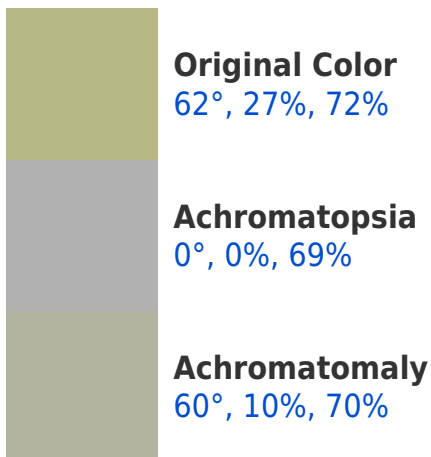 Original Color
62°, 27%, 72%
Achromatopsia
0°, 0%, 69%
Achromatomaly
60°, 10%, 70%